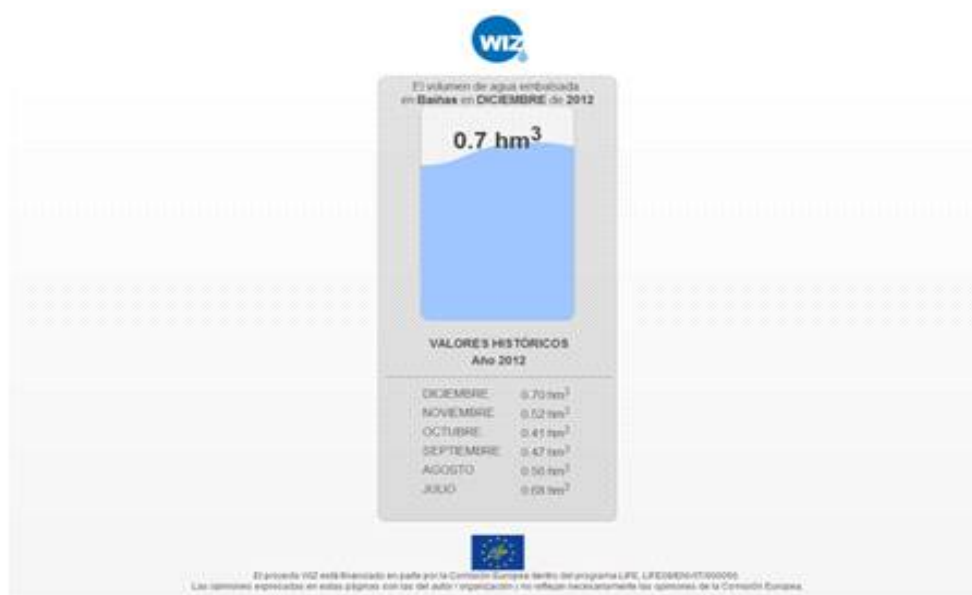 WIZ
El volumen de agua embalsada
en Baíñas en DICIEMBRE de 2012
0.7 hm³
VALORES HISTÓRICOS
Año 2012
DICIEMBRE 0.70 hm³
NOVIEMBRE 0.52 hm³
OCTUBRE 0.41 hm³
SEPTIEMBRE 0.47 hm³
AGOSTO hm³
JULIO 0.68 hm³
El proyecto WIZ está financiado en parte por la Comisión Europea dentro del programa LIFE,
Las opiniones expresadas en estas páginas son las del autor / organización y no reflejan necesariamente las opiniones de la Comisión Europea.